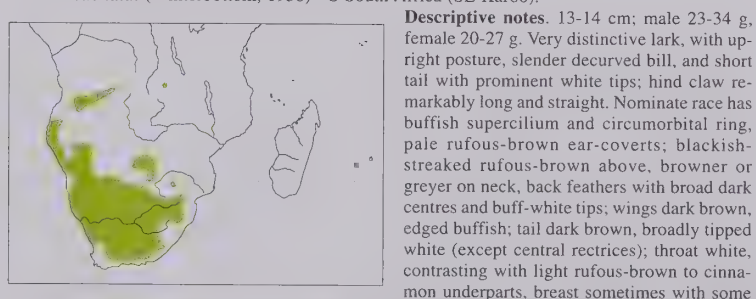 South Africa (SE Karoo).
Descriptive notes. 13-14 cm; male 23-34 g,
female 20-27 g. Very distinctive lark, with up-
right posture, slender decurved bill, and short
tail with prominent white tips; hind claw re-
markably long and straight. Nominate race has
buffish supercilium and circumorbital ring,
pale rufous-brown ear-coverts; blackish-
streaked rufous-brown above, browner or
greyer on neck, back feathers with broad dark
centres and buff-white tips; wings dark brown,
edged buffish; tail dark brown, broadly tipped
white (except central rectrices); throat white,
contrasting with light rufous-brown to cinna-
mon underparts, breast sometimes with some